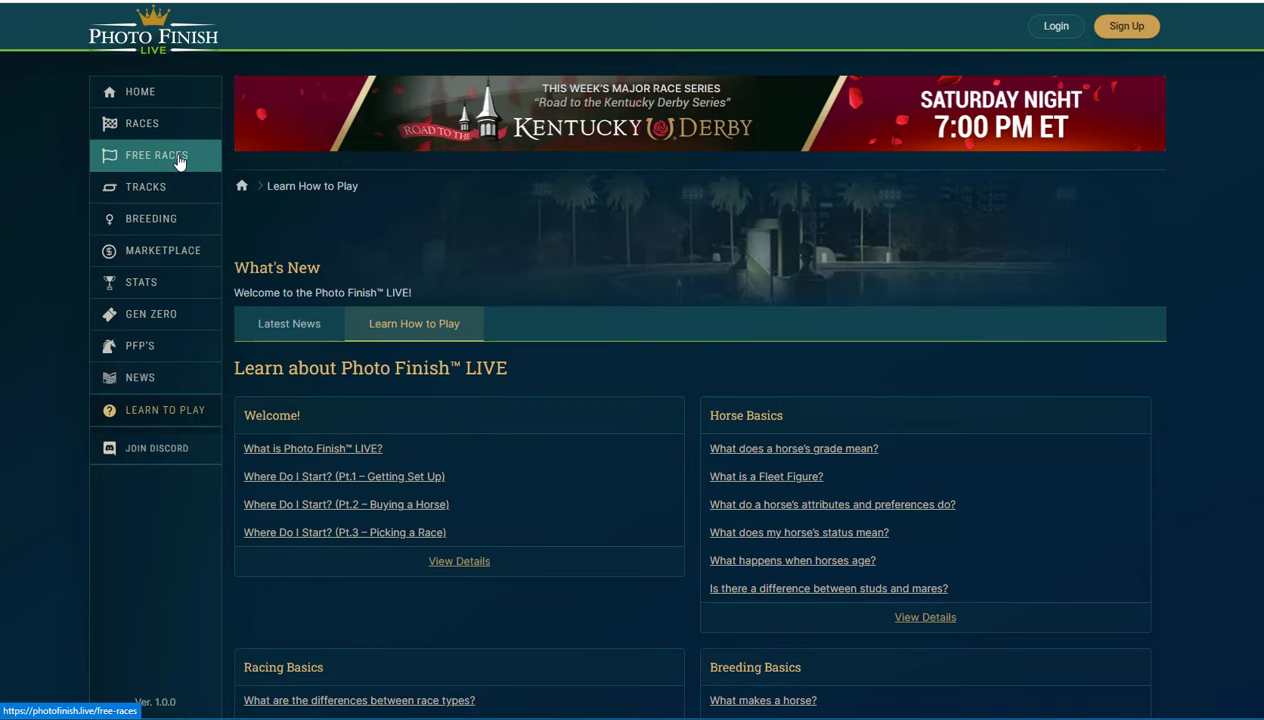 PHOTO FINISH
LIVE
Login
Sign Up
HOME
RACES
FREE RACES
TRACKS
BREEDING
MARKETPLACE
STATS
GEN ZERO
PFP'S
NEWS
LEARN TO PLAY
JOIN DISCORD
Ver. 1.0.0
THIS WEEK'S MAJOR RACE SERIES
"Road to the Kentucky Derby Series"
ROAD TO THE
KENTUCKY DERBY
SATURDAY NIGHT
7:00 PM ET
Learn How to Play
What's New
Welcome to the Photo Finish™ LIVE!
Latest News
Learn How to Play
Learn about Photo Finish™ LIVE
Welcome!
What is Photo Finish™ LIVE?
Where Do I Start? (Pt.1 – Getting Set Up)
Where Do I Start? (Pt.2 – Buying a Horse)
Where Do I Start? (Pt.3 – Picking a Race)
View Details
Horse Basics
What does a horse's grade mean?
What is a Fleet Figure?
What do a horse's attributes and preferences do?
What does my horse's status mean?
What happens when horses age?
Is there a difference between studs and mares?
View Details
Racing Basics
What are the differences between race types?
Breeding Basics
What makes a horse?
https://photofinish.live/free-races